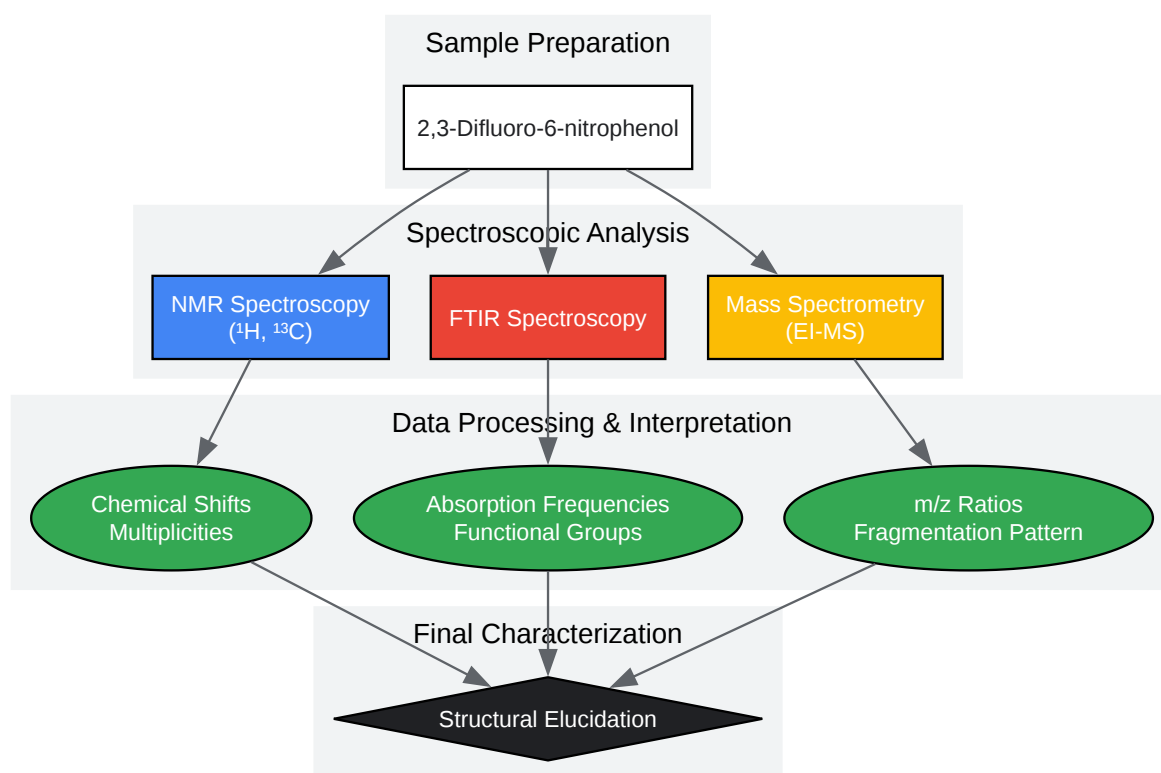 Sample Preparation
2,3-Difluoro-6-nitrophenol
Spectroscopic Analysis
NMR Spectroscopy
(¹H, ¹³C)
FTIR Spectroscopy
Mass Spectrometry
(EI-MS)
Data Processing & Interpretation
Chemical Shifts
Multiplicities
Absorption Frequencies
Functional Groups
m/z Ratios
Fragmentation Pattern
Final Characterization
Structural Elucidation